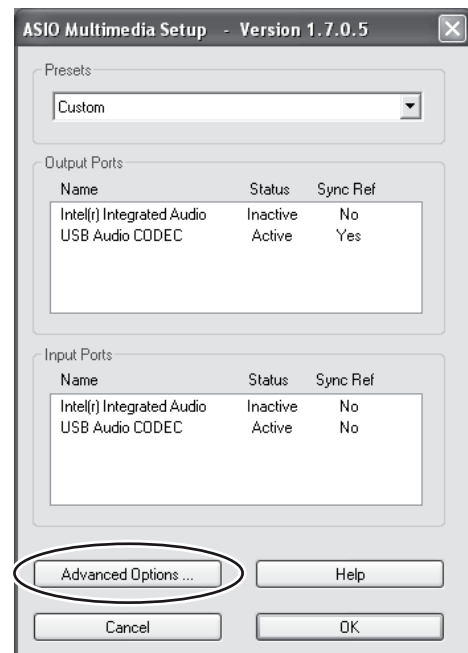 ASIO Multimedia Setup - Version 1.7.0.5
Presets
Custom
Output Ports
Name Status Sync Ref
Intel(r) Integrated Audio Inactive No
USB Audio CODEC Active Yes
Input Ports
Name Status Sync Ref
Intel(r) Integrated Audio Inactive No
USB Audio CODEC Active No
Advanced Options ... Help
Cancel OK